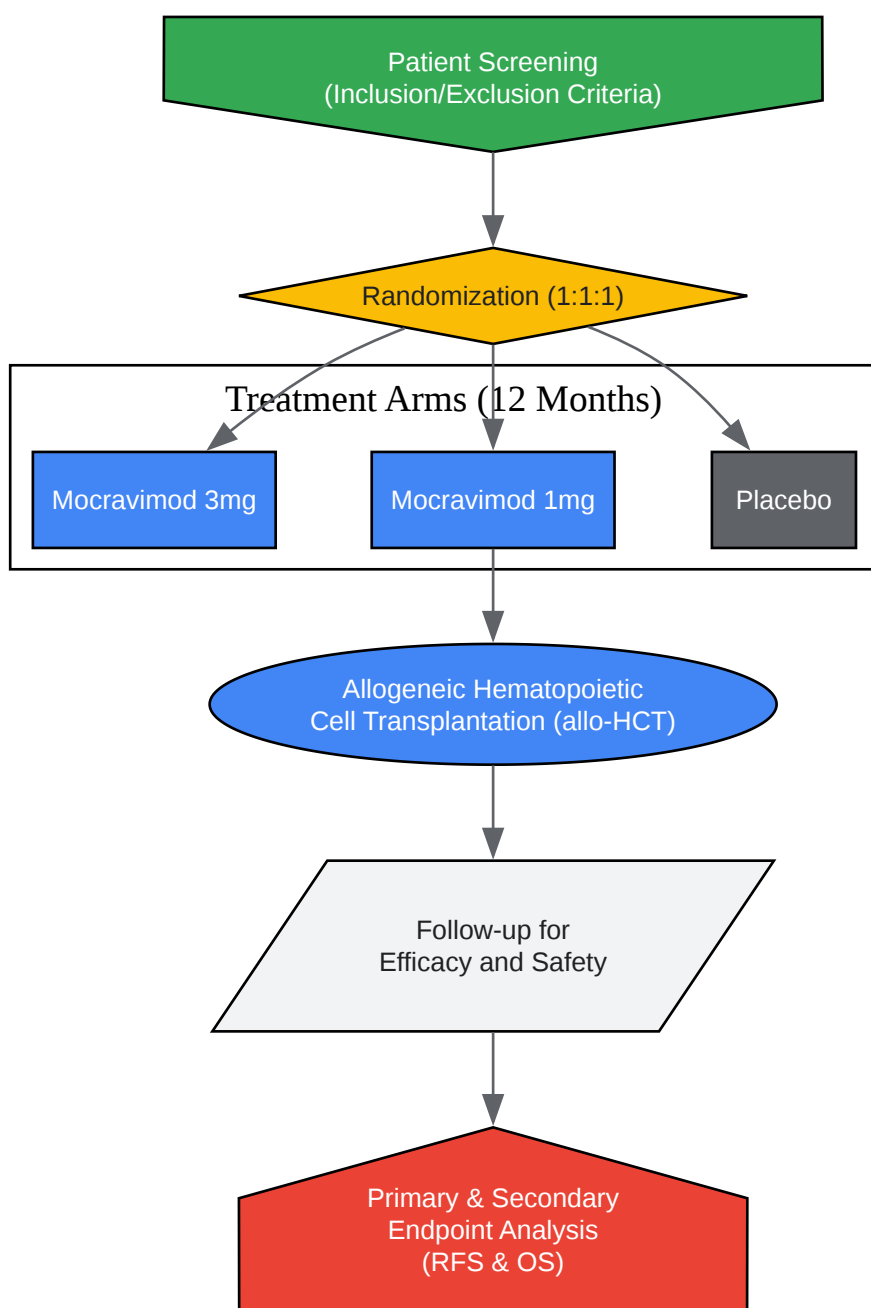 Patient Screening
(Inclusion/Exclusion Criteria)
Randomization (1:1:1)
Treatment Arms (12 Months)
Mocravimod 3mg
Mocravimod 1mg
Placebo
Allogeneic Hematopoietic
Cell Transplantation (allo-HCT)
Follow-up for
Efficacy and Safety
Primary & Secondary
Endpoint Analysis
(RFS & OS)